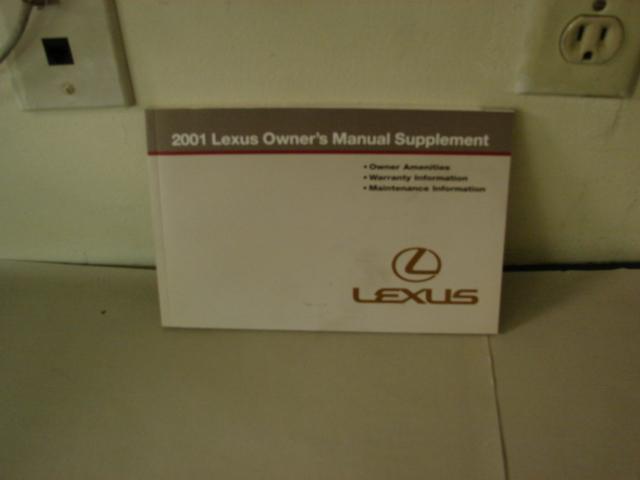 2001 Lexus Owner's Manual Supplement
• Owner Amenities
• Warranty Information
• Maintenance Information
LEXUS